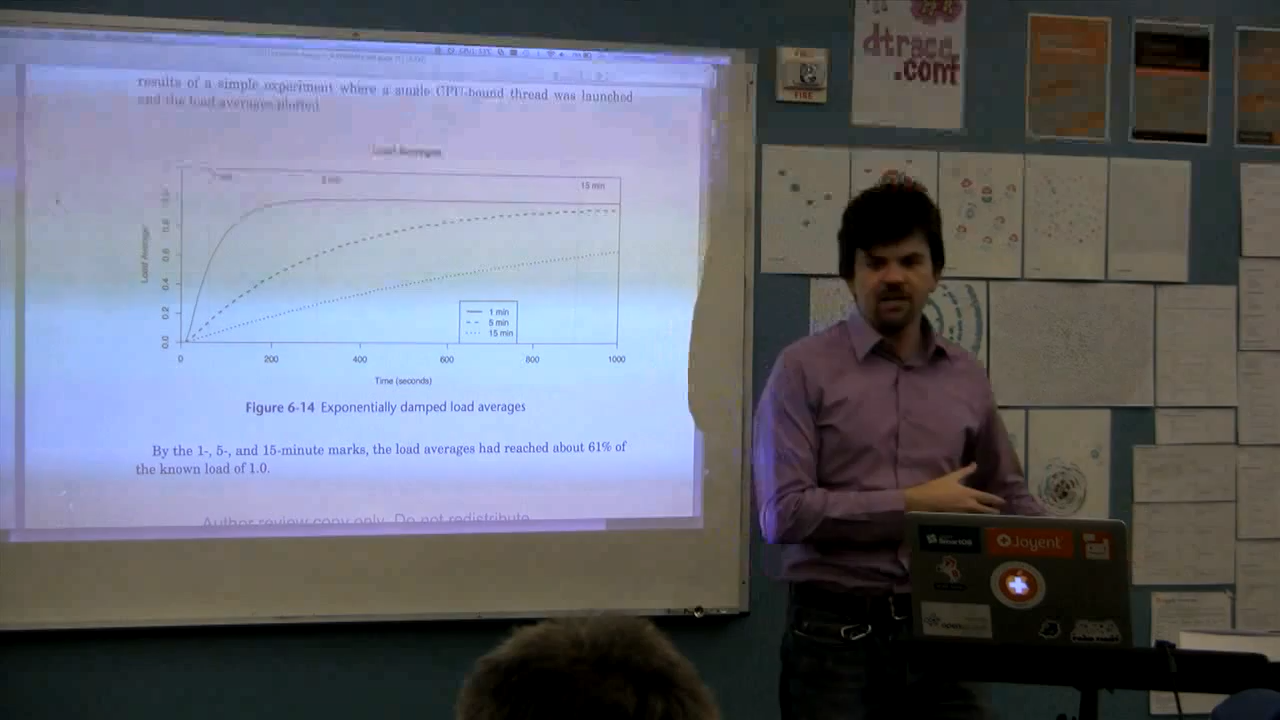 results of a simple experiment where a single CPU-bound thread was launched
and the load averages plotted
Load Averages
5 min
15 min
Load Average
0.0
0.2
0.4
0.6
0.8
1 min
5 min
15 min
0
200
400
600
800
1000
Time (seconds)
Figure 6-14 Exponentially damped load averages
By the 1-, 5-, and 15-minute marks, the load averages had reached about 61% of
the known load of 1.0.
Author review copy only. Do not redistribute
FIRE
dtrace
.conf
SmartOS
Joyent